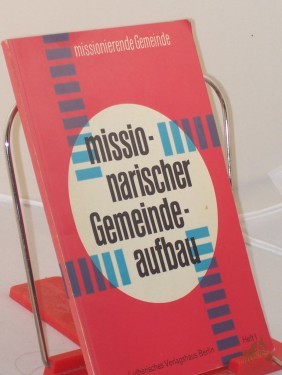 missionierende Gemeinde
missio-
narischer
Gemeinde-
aufbau
Lutherisches Verlagshaus Berlin
Heft 1